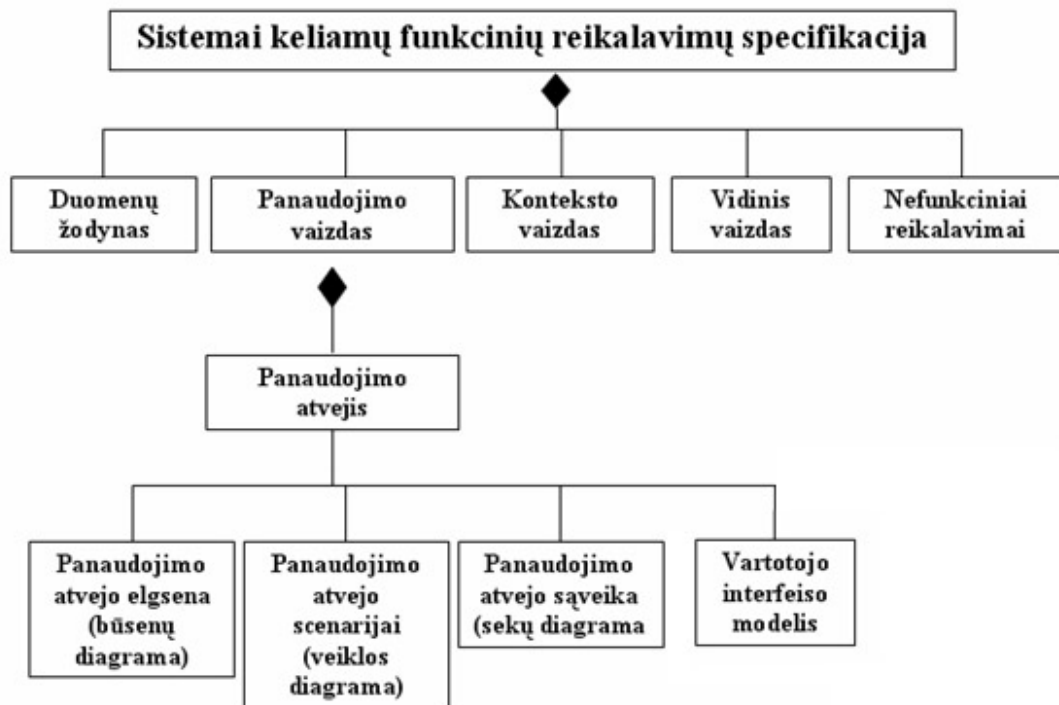 Sistemai keliamų funkcinių reikalavimų specifikacija
Duomenų
žodynas
Panaudojimo
vaizdas
Konteksto
vaizdas
Vidinis
vaizdas
Nefunkciniai
reikalavimai
Panaudojimo
atvejis
Panaudojimo
atvejo elgsena
(būsenų
diagrama)
Panaudojimo
atvejo
scenarijai
(veiklos
diagrama)
Panaudojimo
atvejo sąveika
(sekų diagrama
Vartotojo
interfeiso
modelis